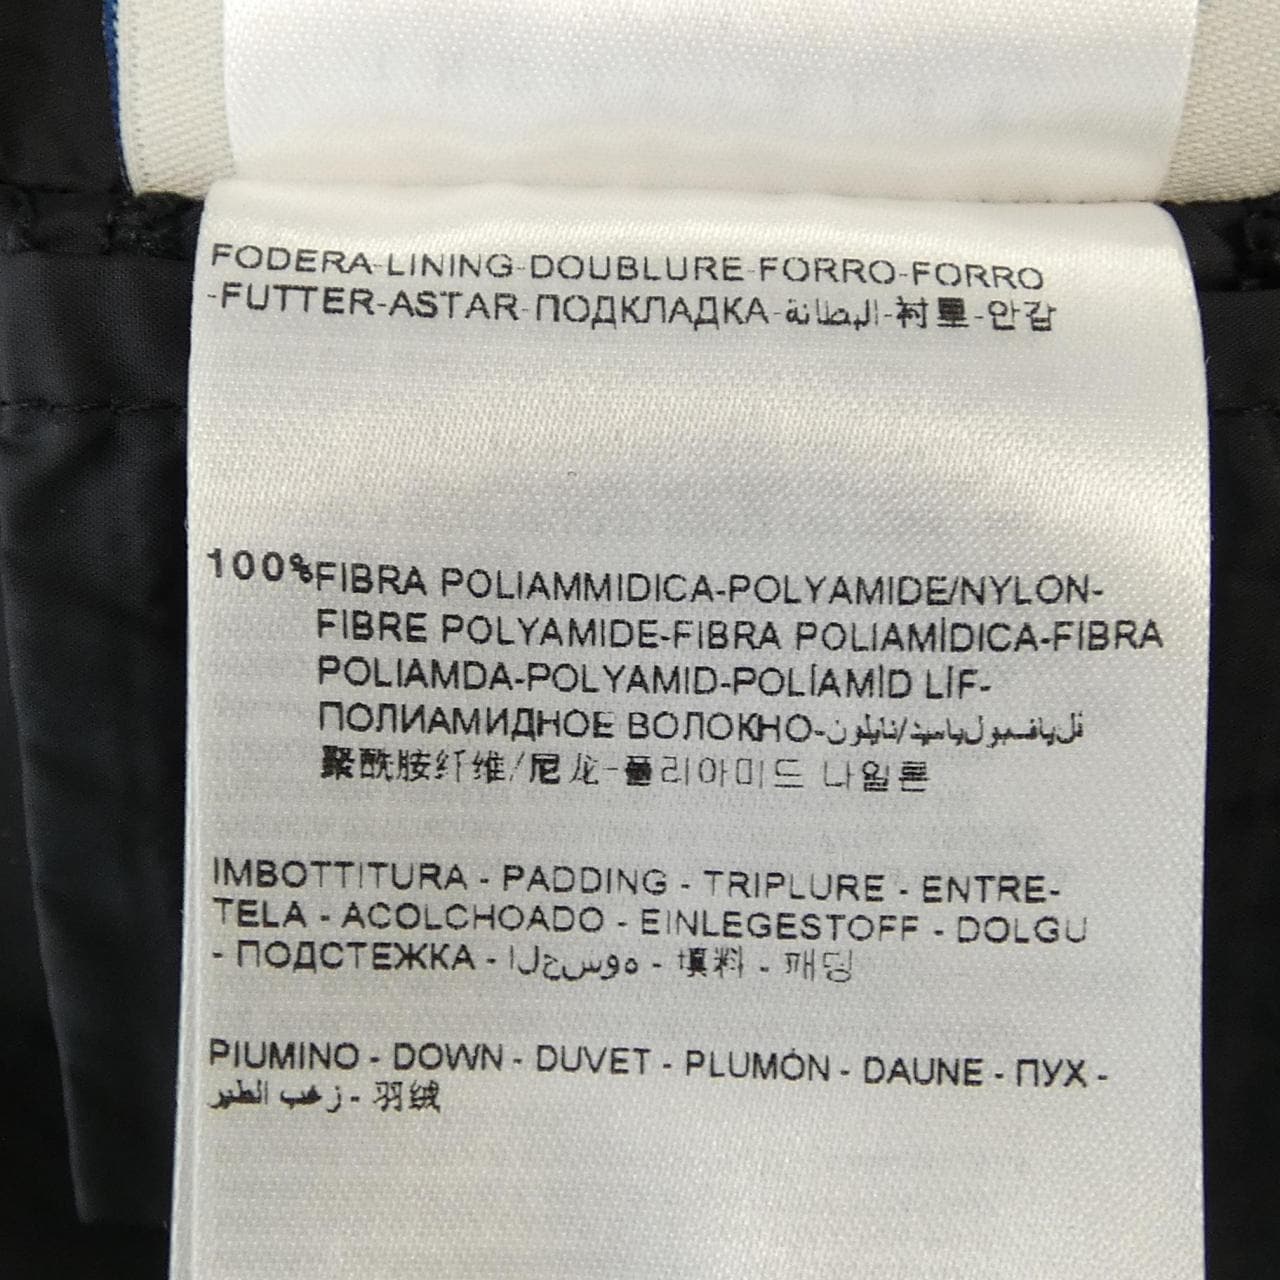 FODERA-LINING-DOUBLURE-FORRO-FORRO
-FUTTER-ASTAR-ПОДКЛАДКА-البطانة-衬里-안감
100%FIBRA POLIAMMIDICA-POLYAMIDE/NYLON-
FIBRE POLYAMIDE-FIBRA POLIAMİDICA-FIBRA
POLIAMDA-POLYAMID-POLİAMİD LİF-
ПОЛИАМИДНОЕ ВОЛОКНО-
聚酰胺纤维/尼龙-폴리아미드 나일론
IMBOTTITURA - PADDING - TRIPLURE - ENTRE-
TELA - ACOLCHOADO - EINLEGESTOFF - DOLGU
- ПОДСТЕЖКА - الحسوه - 填料 - 패딩
PIUMINO - DOWN - DUVET - PLUMÓN - DAUNE - ПУХ -
زغب الطير - 羽绒